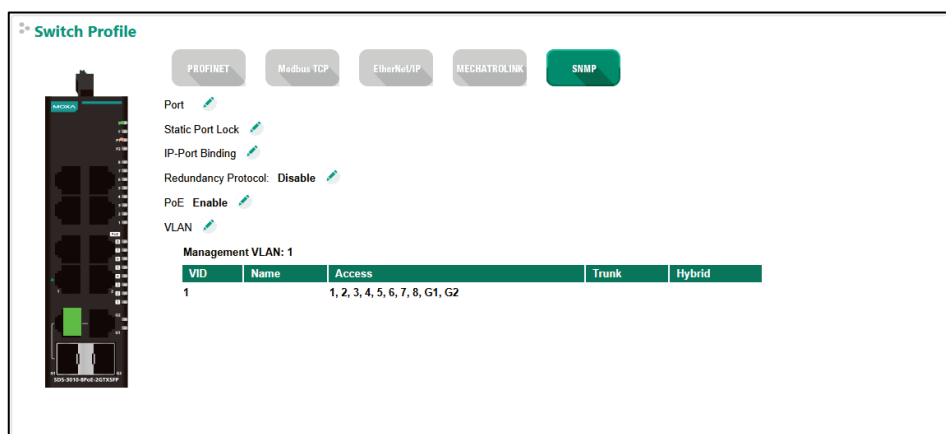 Switch Profile
PROFINET
Modbus TCP
EtherNet/IP
MECHATROLINK
SNMP
MOXA
Port
Static Port Lock
IP-Port Binding
Redundancy Protocol: Disable
PoE Enable
VLAN
Management VLAN: 1
VID Name Access Trunk Hybrid
1 1, 2, 3, 4, 5, 6, 7, 8, G1, G2
SDS-3010-8PoE-2GTXSFP